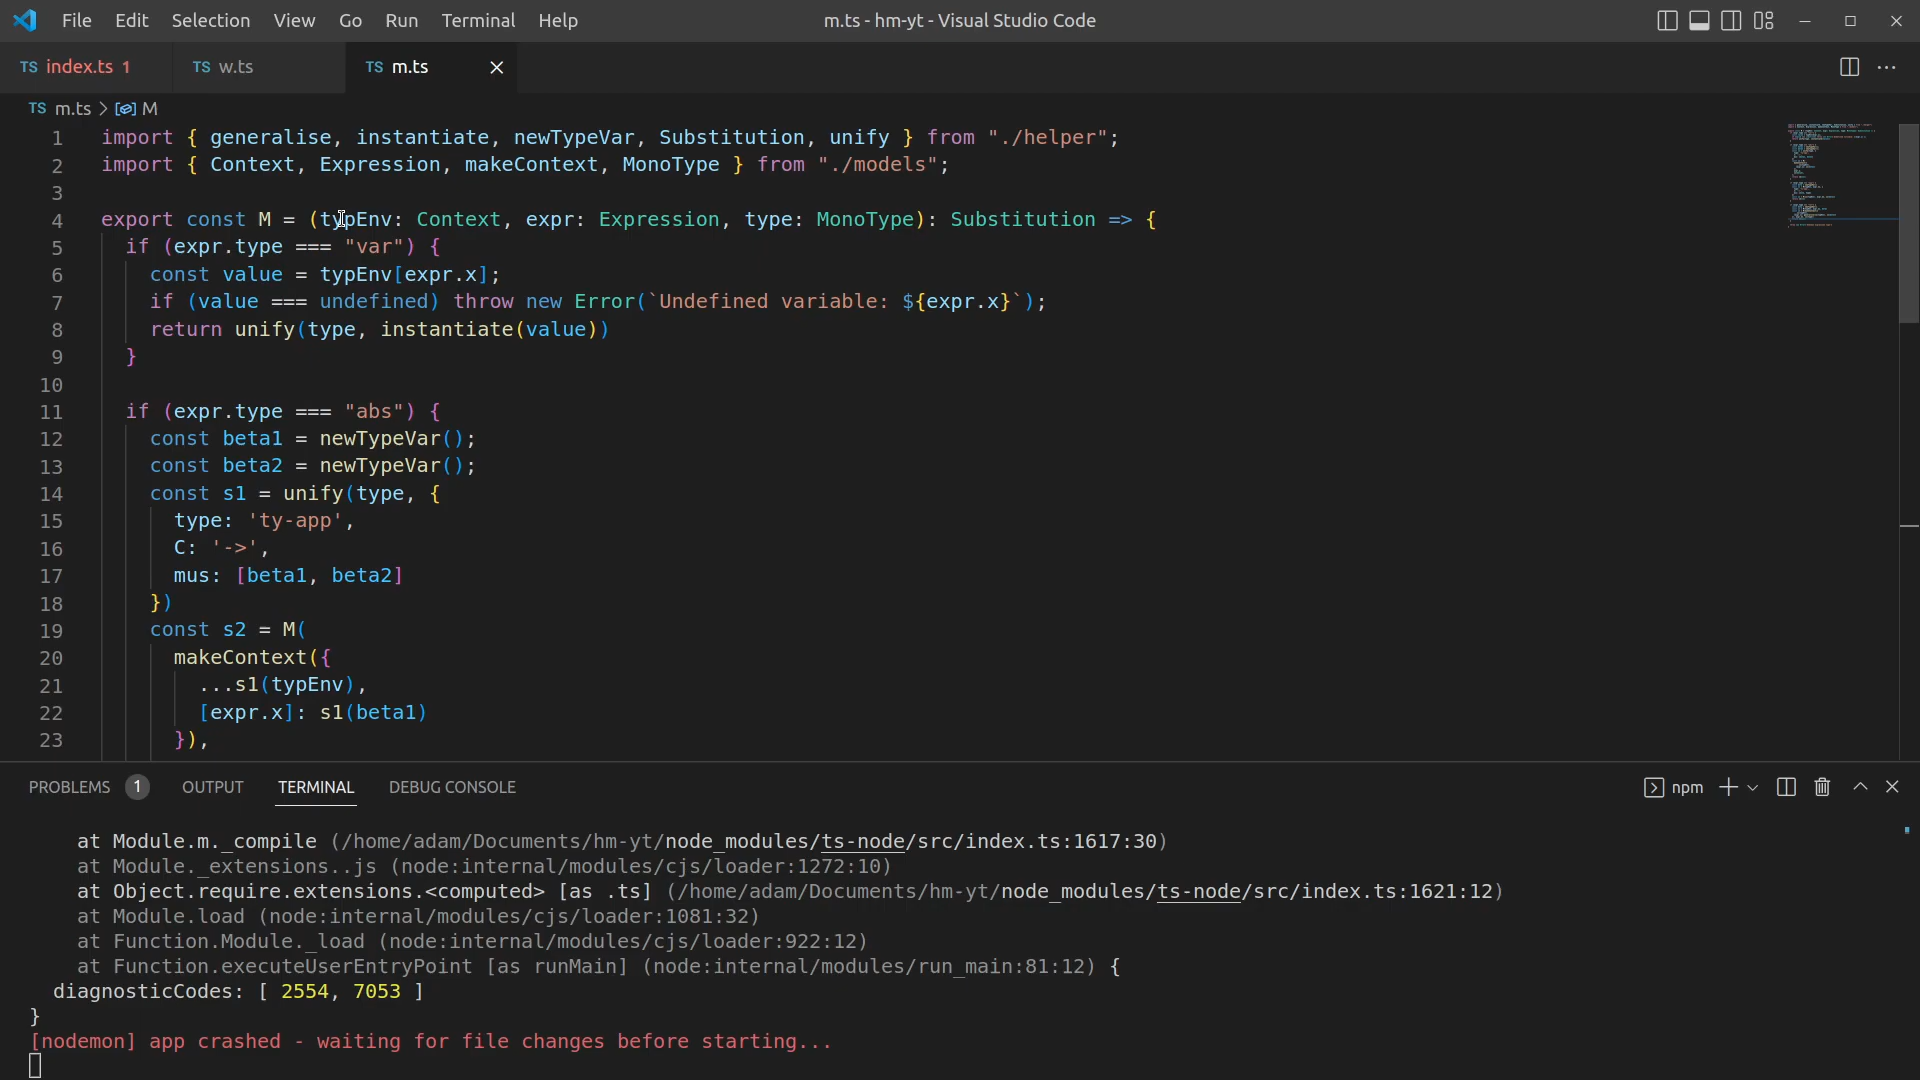 File Edit Selection View Go Run Terminal Help m.ts - hm-yt - Visual Studio Code
TS index.ts 1 TS w.ts TS m.ts
TS m.ts > M
1 import { generalise, instantiate, newTypeVar, Substitution, unify } from "./helper";
2 import { Context, Expression, makeContext, MonoType } from "./models";
3
4 export const M = (typEnv: Context, expr: Expression, type: MonoType): Substitution => {
5 if (expr.type === "var") {
6 const value = typEnv[expr.x];
7 if (value === undefined) throw new Error(`Undefined variable: ${expr.x}`);
8 return unify(type, instantiate(value))
9 }
10
11 if (expr.type === "abs") {
12 const beta1 = newTypeVar();
13 const beta2 = newTypeVar();
14 const s1 = unify(type, {
15 type: 'ty-app',
16 C: '->',
17 mus: [beta1, beta2]
18 })
19 const s2 = M(
20 makeContext({
21 ...s1(typEnv),
22 [expr.x]: s1(beta1)
23 }),
PROBLEMS 1 OUTPUT TERMINAL DEBUG CONSOLE npm
at Module.m._compile (/home/adam/Documents/hm-yt/node_modules/ts-node/src/index.ts:1617:30)
at Module._extensions..js (node:internal/modules/cjs/loader:1272:10)
at Object.require.extensions.<computed> [as .ts] (/home/adam/Documents/hm-yt/node_modules/ts-node/src/index.ts:1621:12)
at Module.load (node:internal/modules/cjs/loader:1081:32)
at Function.Module._load (node:internal/modules/cjs/loader:922:12)
at Function.executeUserEntryPoint [as runMain] (node:internal/modules/run_main:81:12) {
diagnosticCodes: [ 2554, 7053 ]
}
[nodemon] app crashed - waiting for file changes before starting...